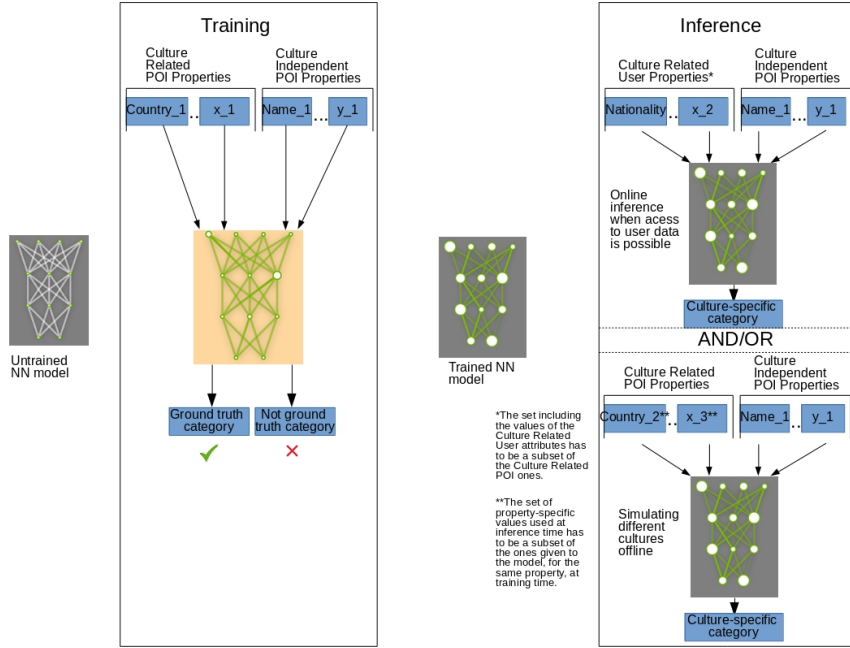 Training
Culture
Related
POI Properties
Culture
Independent
POI Properties
Country_1
..
x_1
Name_1
...
y_1
Untrained
NN model
Ground truth
category
Not ground
truth category
Trained NN
model
*The set including
the values of the
Culture Related
User attributes has
to be a subset of
the Culture Related
POI ones.
**The set of
property-specific
values used at
inference time has
to be a subset of
the ones given to
the model, for the
same property, at
training time.
Inference
Culture Related
User Properties*
Culture
Independent
POI Properties
Nationality
..
x_2
Name_1
...
y_1
Online
inference
when acess
to user data
is possible
Culture-specific
category
AND/OR
Culture Related
POI Properties
Culture
Independent
POI Properties
Country_2**
..
x_3**
Name_1
..
y_1
Simulating
different
cultures
offline
Culture-specific
category